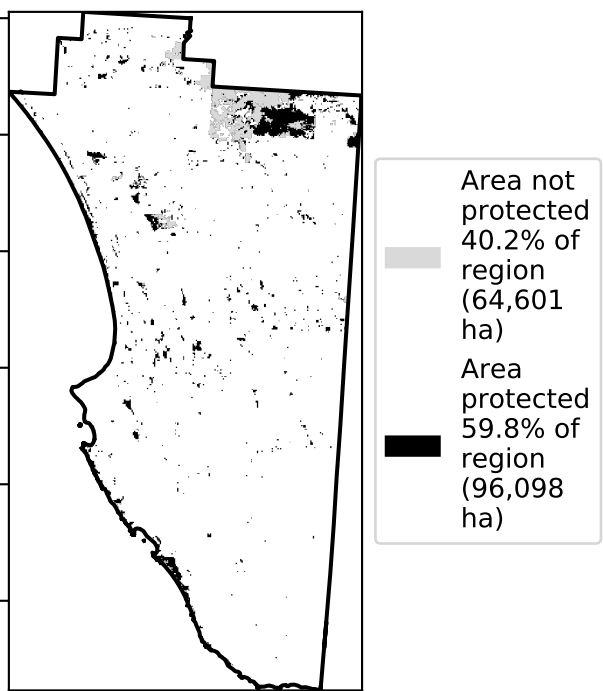 Area not
protected
40.2% of
region
(64,601
ha)
Area
protected
59.8% of
region
(96,098
ha)